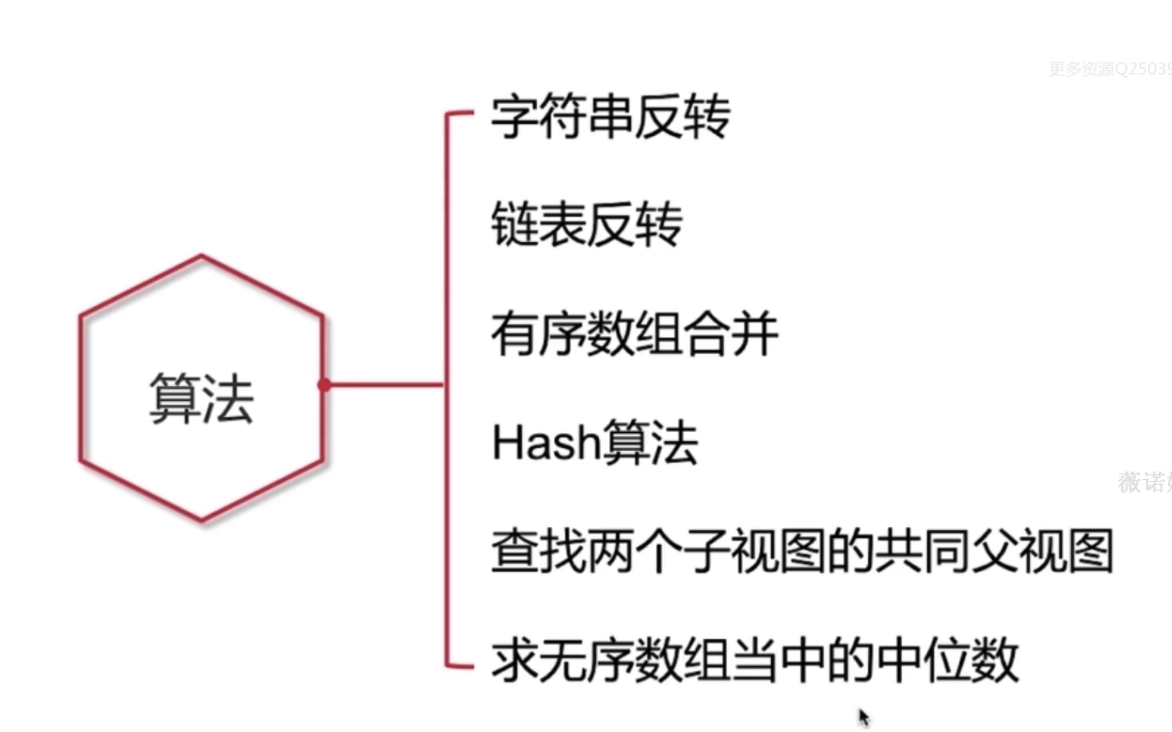 更多资源Q25039
字符串反转
链表反转
有序数组合并
算法
Hash算法
薇诺
查找两个子视图的共同父视图
求无序数组当中的中位数